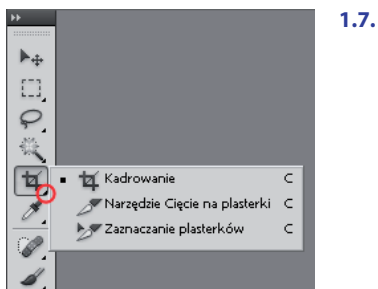 1.7.
Kadrowanie C
Narzędzie Cięcie na plasterki C
Zaznaczanie plasterków C